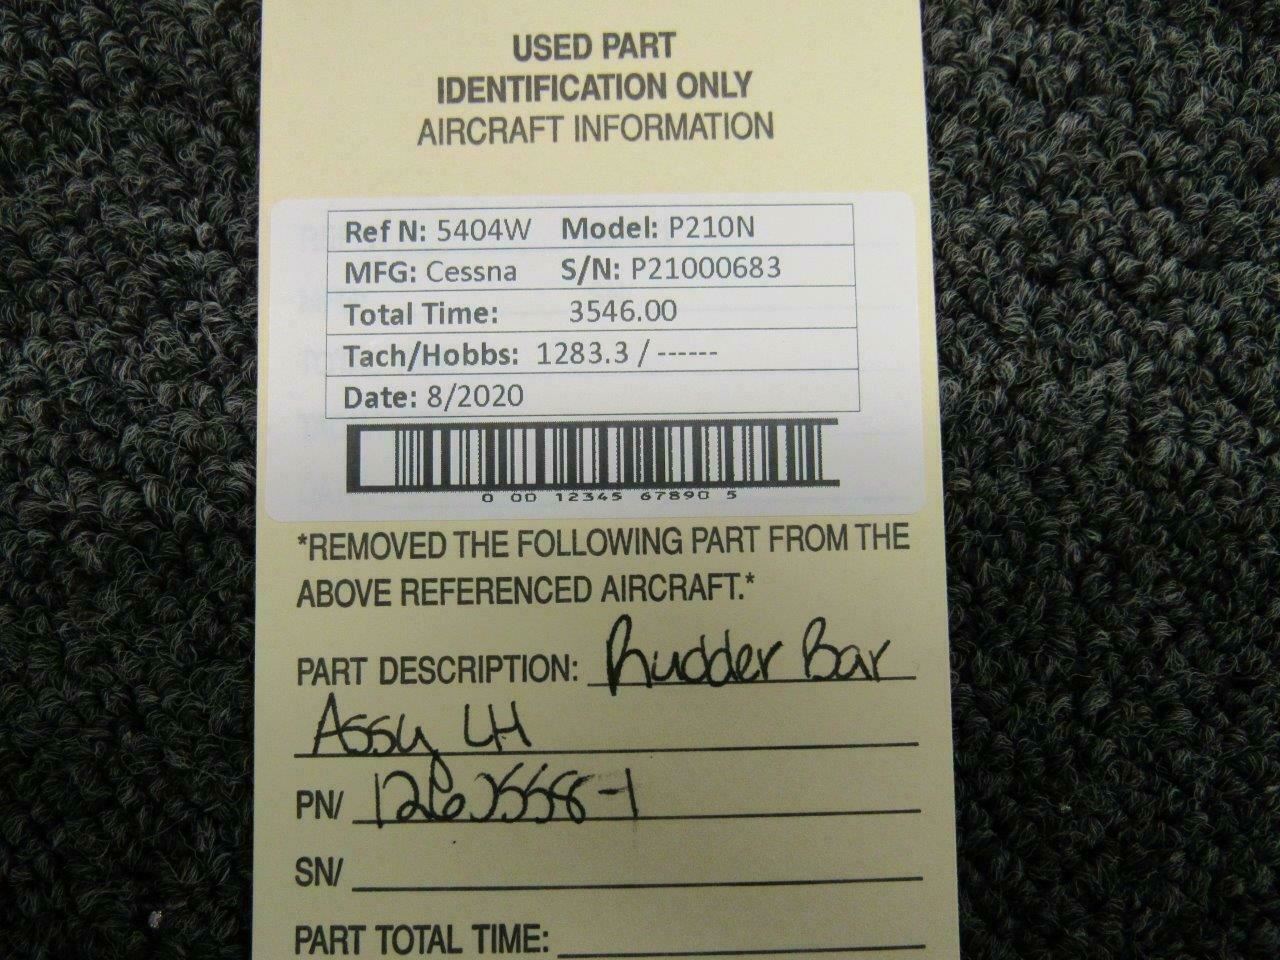 USED PART
IDENTIFICATION ONLY
AIRCRAFT INFORMATION
Ref N: 5404W Model: P210N
MFG: Cessna S/N: P21000683
Total Time: 3546.00
Tach/Hobbs: 1283.3 / ------
Date: 8/2020
0 00 12345 67890 5
*REMOVED THE FOLLOWING PART FROM THE
ABOVE REFERENCED AIRCRAFT.*
PART DESCRIPTION: Rudder Bar
Assy LH
PN/
SN/
PART TOTAL TIME: